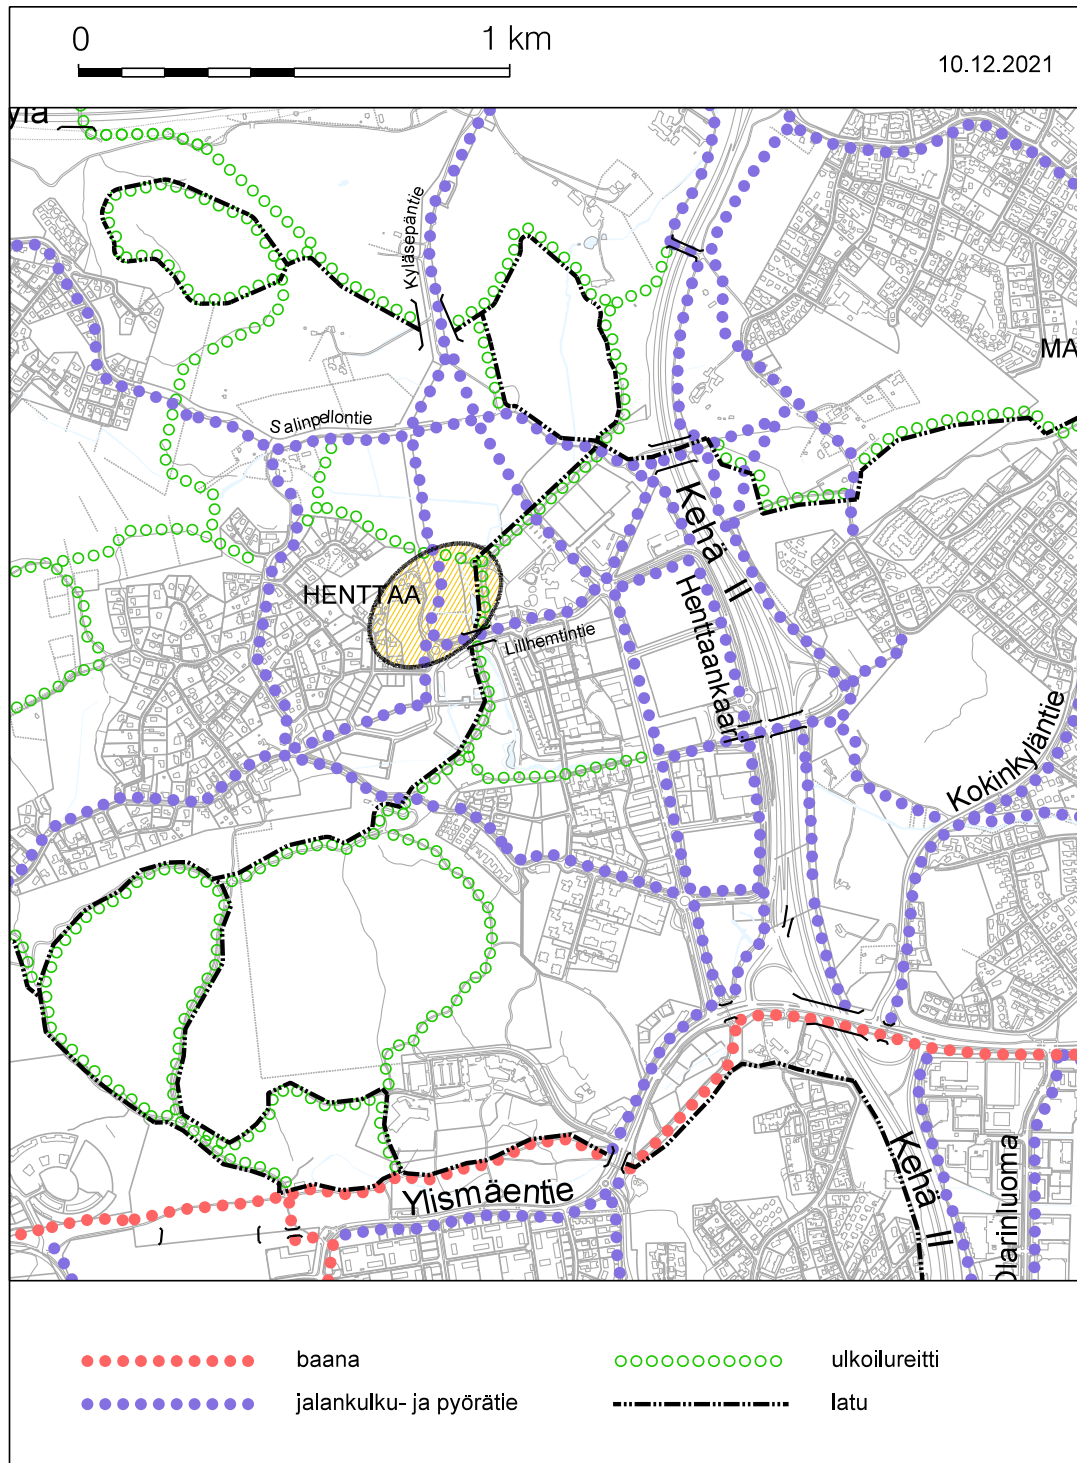 0 1 km
10.12.2021
ylä
Kyläsepäntie
MA
Salinpellontie
Kehä II
HENTTAA
Henttaankaari
Lillhemtintie
Kokinkyläntie
Kehä II
Ylismäentie
Olarinluoma
baana
ulkoilureitti
jalankulku- ja pyörätie
latu